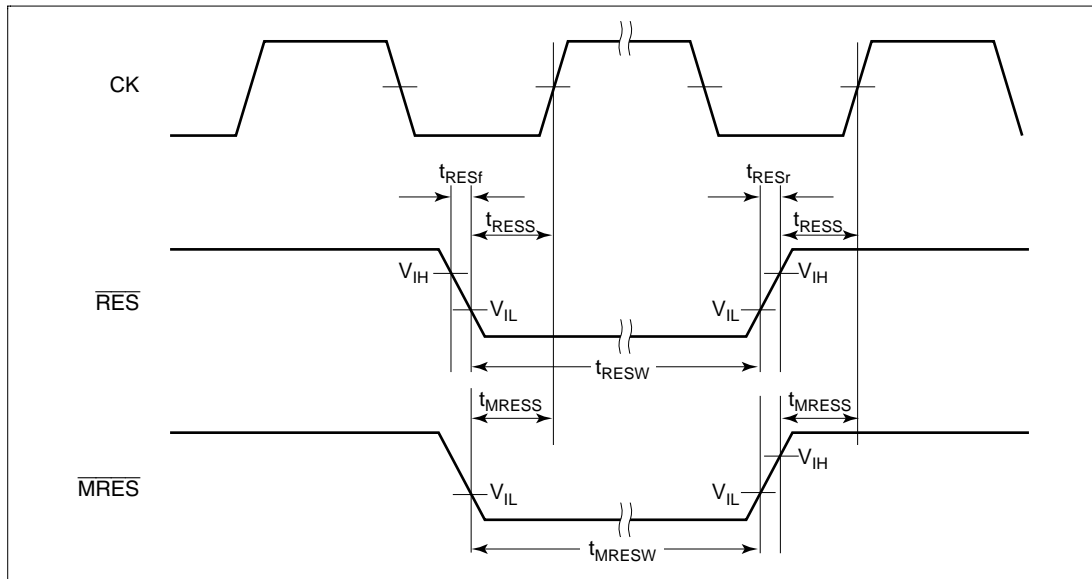 CK
tRESf
tRESr
tRESS
tRESS
VIH
VIH
RES
VIL
VIL
tRESW
tMRESS
tMRESS
VIH
MRES
VIL
VIL
tMRESW